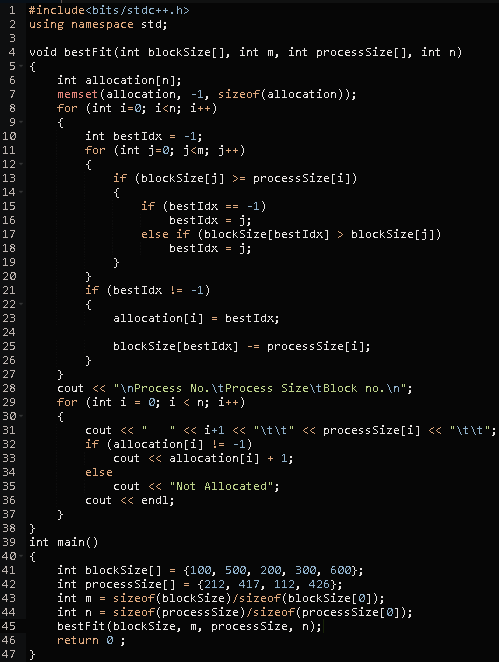 1 #include<bits/stdc++.h>
2 using namespace std;
3
4 void bestFit(int blockSize[], int m, int processSize[], int n)
5 {
6     int allocation[n];
7     memset(allocation, -1, sizeof(allocation));
8     for (int i=0; i<n; i++)
9     {
10         int bestIdx = -1;
11         for (int j=0; j<m; j++)
12         {
13             if (blockSize[j] >= processSize[i])
14             {
15                 if (bestIdx == -1)
16                     bestIdx = j;
17                 else if (blockSize[bestIdx] > blockSize[j])
18                     bestIdx = j;
19             }
20         }
21         if (bestIdx != -1)
22         {
23             allocation[i] = bestIdx;
24
25             blockSize[bestIdx] -= processSize[i];
26         }
27     }
28     cout << "\nProcess No.\tProcess Size\tBlock no.\n";
29     for (int i = 0; i < n; i++)
30     {
31         cout << "   " << i+1 << "\t\t" << processSize[i] << "\t\t";
32         if (allocation[i] != -1)
33             cout << allocation[i] + 1;
34         else
35             cout << "Not Allocated";
36         cout << endl;
37     }
38 }
39 int main()
40 {
41     int blockSize[] = {100, 500, 200, 300, 600};
42     int processSize[] = {212, 417, 112, 426};
43     int m = sizeof(blockSize)/sizeof(blockSize[0]);
44     int n = sizeof(processSize)/sizeof(processSize[0]);
45     bestFit(blockSize, m, processSize, n);
46     return 0 ;
47 }